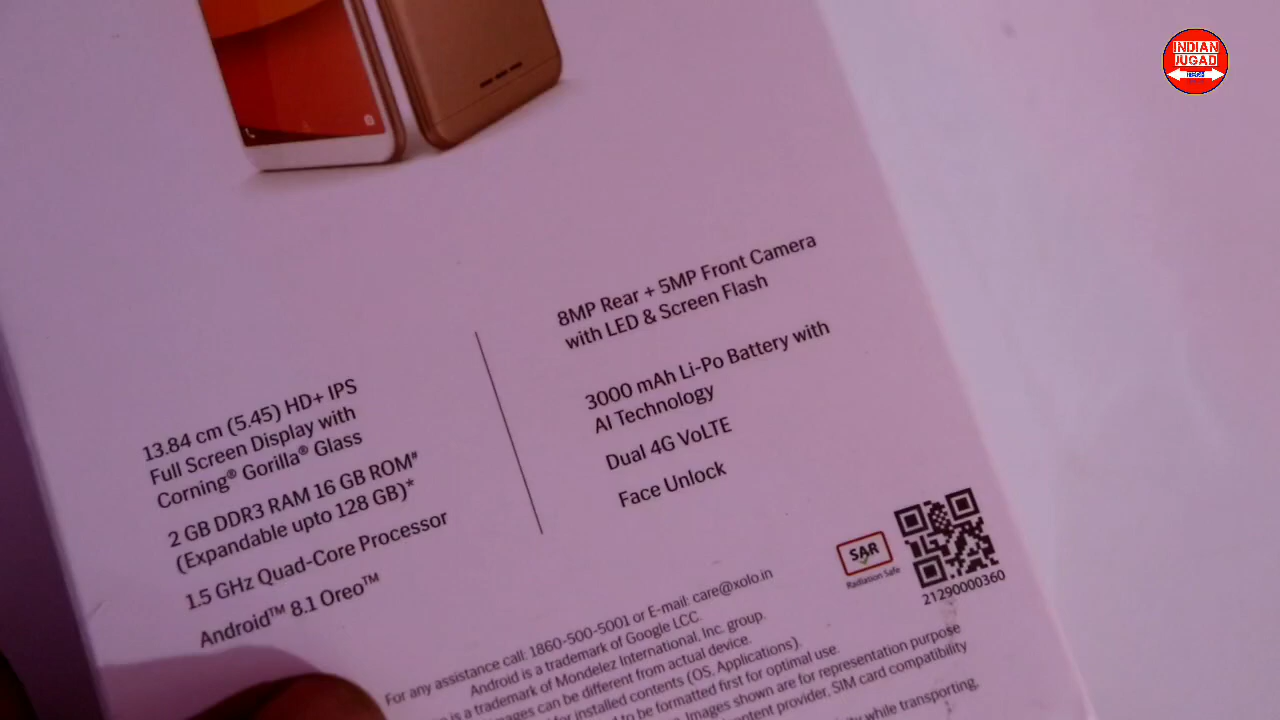 INDIAN
JUGAD
13.84 cm (5.45) HD+ IPS
Full Screen Display with
Corning® Gorilla® Glass
2 GB DDR3 RAM 16 GB ROM#
(Expandable upto 128 GB)*
1.5 GHz Quad-Core Processor
Android™ 8.1 Oreo™
8MP Rear + 5MP Front Camera
with LED & Screen Flash
3000 mAh Li-Po Battery with
AI Technology
Dual 4G VoLTE
Face Unlock
SAR
Radiation Safe
21290000360
For any assistance call: 1860-500-5001 or E-mail: care@xolo.in
Android is a trademark of Google LCC.
is a trademark of Mondelez International, Inc. group.
can be different from actual device.
installed contents (OS, Applications).
to be formatted first for optimal use.
Images shown are for representation purpose
content provider, SIM card compatibility
while transporting,